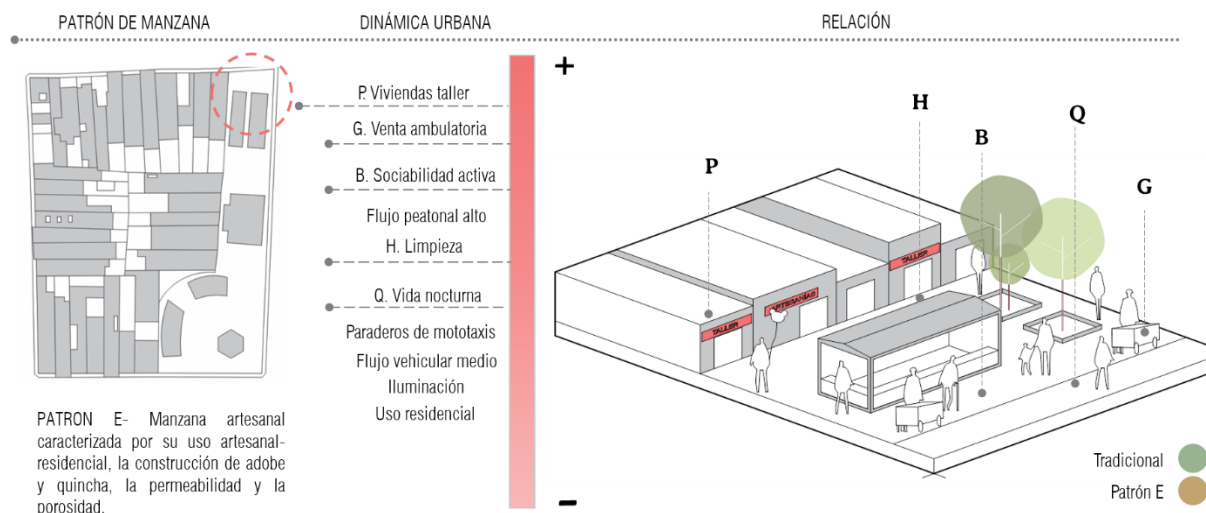 PATRÓN DE MANZANA
DINÁMICA URBANA
RELACIÓN
P. Viviendas taller
G. Venta ambulatoria
B. Sociabilidad activa
Flujo peatonal alto
H. Limpieza
Q. Vida nocturna
Paraderos de mototaxis
Flujo vehicular medio
Iluminación
Uso residencial
+
-
PATRON E- Manzana artesanal
caracterizada por su uso artesanal-
residencial, la construcción de adobe
y quincha, la permeabilidad y la
porosidad.
H
Q
B
P
G
TALLER
ARTESANÍAS
TALLER
Tradicional
Patrón E